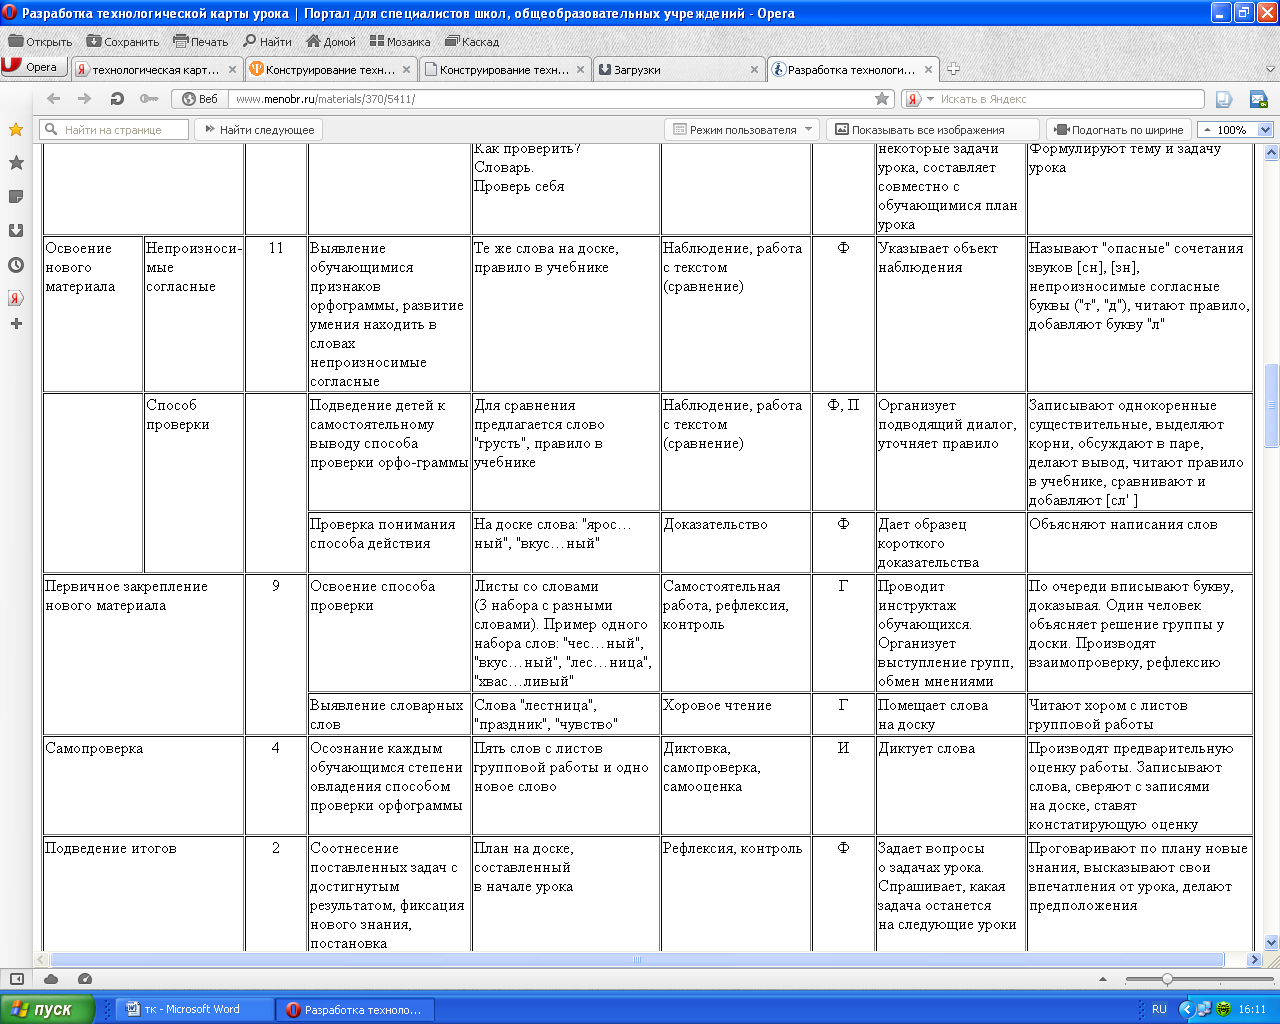 Разработка технологической карты урока | Портал для специалистов школ, общеобразовательных учреждений - Opera
Открыть Сохранить Печать Найти Домой Мозаика Каскад
Opera технологическая карт... Конструирование техн... Конструирование техн... Загрузки Разработка технологи...
Веб www.menobr.ru/materials/370/5411/ Искать в Яндекс
Найти на странице Найти следующее Режим пользователя Показывать все изображения Подогнать по ширине 100%
Как проверить?
Словарь.
Проверь себя
некоторые задачи
урока, составляет
совместно с
обучающимися план
урока
Формулируют тему и задачу
урока
Освоение
нового
материала
Непроизноси-
мые
согласные
11
Выявление
обучающимися
признаков
орфограммы, развитие
умения находить в
словах
непроизносимые
согласные
Те же слова на доске,
правило в учебнике
Наблюдение, работа
с текстом
(сравнение)
Ф
Указывает объект
наблюдения
Называют "опасные" сочетания
звуков [сн], [зн],
непроизносимые согласные
буквы ("т", "д"), читают правило,
добавляют букву "л"
Способ
проверки
Подведение детей к
самостоятельному
выводу способа
проверки орфо-граммы
Для сравнения
предлагается слово
"грусть", правило в
учебнике
Наблюдение, работа
с текстом
(сравнение)
Ф, П
Организует
подводящий диалог,
уточняет правило
Записывают однокоренные
существительные, выделяют
корни, обсуждают в паре,
делают вывод, читают правило
в учебнике, сравнивают и
добавляют [сл' ]
Проверка понимания
способа действия
На доске слова: "ярос...
ный", "вкус...ный"
Доказательство
Ф
Дает образец
короткого
доказательства
Объясняют написания слов
Первичное закрепление
нового материала
9
Освоение способа
проверки
Листы со словами
(3 набора с разными
словами). Пример одного
набора слов: "чес...ный",
"вкус...ный", "лес...ница",
"хвас...ливый"
Самостоятельная
работа, рефлексия,
контроль
Г
Проводит
инструктаж
обучающихся.
Организует
выступление групп,
обмен мнениями
По очереди вписывают букву,
доказывая. Один человек
объясняет решение группы у
доски. Производят
взаимопроверку, рефлексию
Выявление словарных
слов
Слова "лестница",
"праздник", "чувство"
Хоровое чтение
Г
Помещает слова
на доску
Читают хором с листов
групповой работы
Самопроверка
4
Осознание каждым
обучающимся степени
овладения способом
проверки орфограммы
Пять слов с листов
групповой работы и одно
новое слово
Диктовка,
самопроверка,
самооценка
И
Диктует слова
Производят предварительную
оценку работы. Записывают
слова, сверяют с записями
на доске, ставят
констатирующую оценку
Подведение итогов
2
Соотнесение
поставленных задач с
достигнутым
результатом, фиксация
нового знания,
постановка
План на доске,
составленный
в начале урока
Рефлексия, контроль
Ф
Задает вопросы
о задачах урока.
Спрашивает, какая
задача останется
на следующие уроки
Проговаривают по плану новые
знания, высказывают свои
впечатления от урока, делают
предположения
пуск тк - Microsoft Word Разработка техноло... RU 16:11